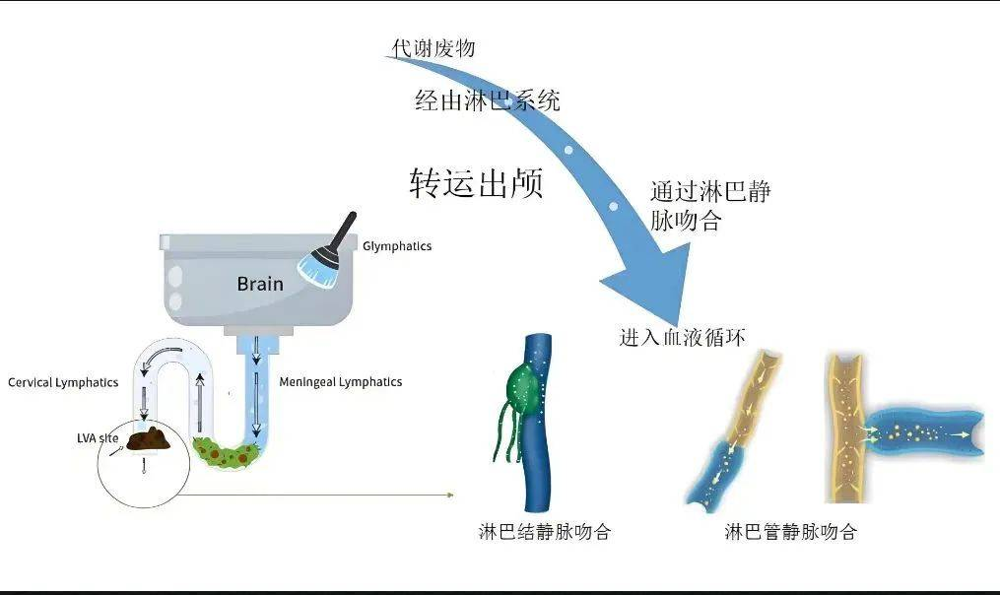 代谢废物
经由淋巴系统
转运出颅
通过淋巴静
脉吻合
进入血液循环
Glymphatics
Brain
Cervical Lymphatics
Meningeal Lymphatics
LVA site
淋巴结静脉吻合
淋巴管静脉吻合